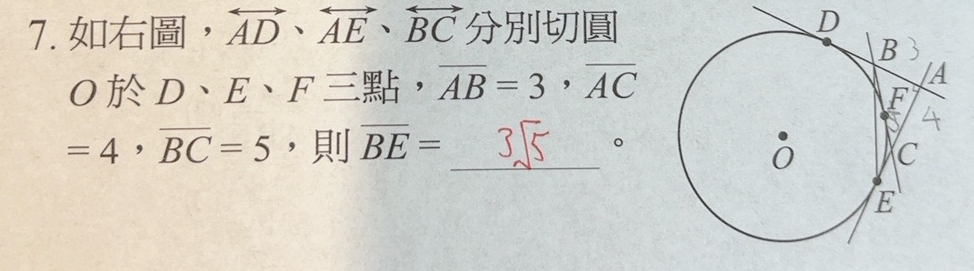 7. 如右圖，AD、AE、BC 分別切圓
O 於 D、E、F 三點，AB = 3，AC
= 4，BC = 5，則 BE = 3√5 。
D
B 3
A
F
5
4
O
C
E